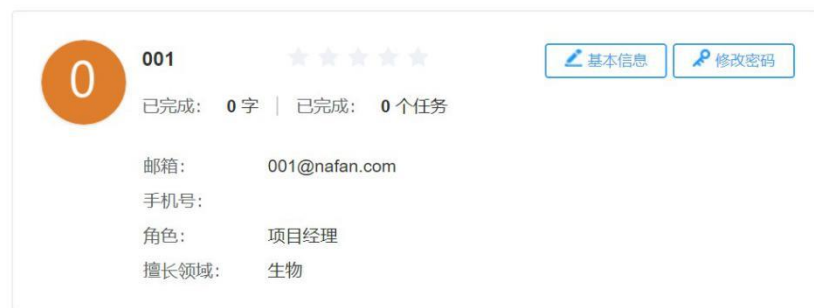 0
001
基本信息
修改密码
已完成： 0 字 | 已完成： 0 个任务
邮箱： 001@nafan.com
手机号：
角色： 项目经理
擅长领域： 生物